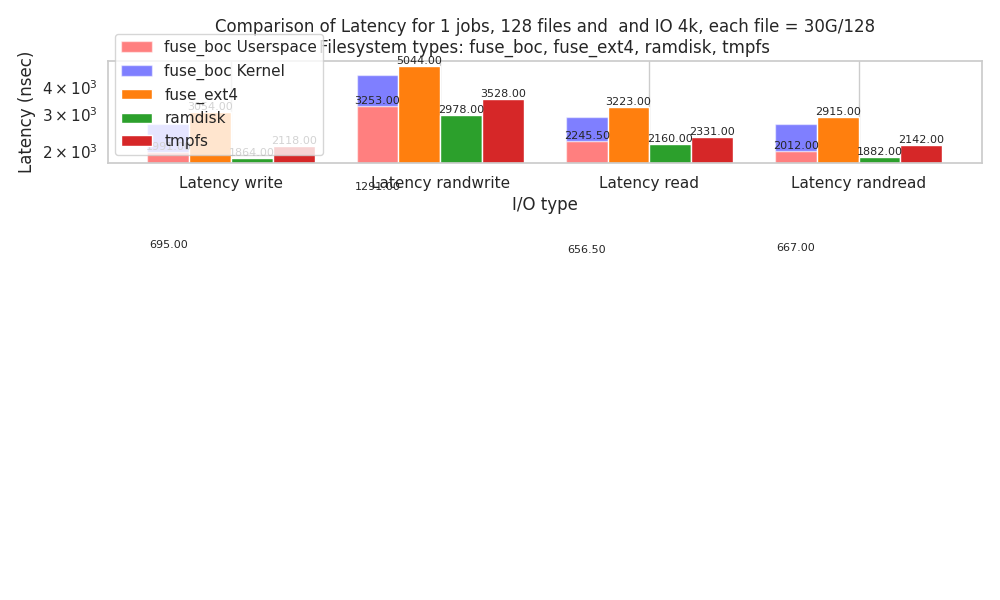 Comparison of Latency for 1 jobs, 128 files and  and IO 4k, each file = 30G/128
Filesystem types: fuse_boc, fuse_ext4, ramdisk, tmpfs
fuse_boc Userspace
fuse_boc Kernel
fuse_ext4
ramdisk
tmpfs
Latency (nsec)
4 × 10³
3 × 10³
2 × 10³
3054.00
1864.00
2118.00
3253.00
5044.00
2978.00
3528.00
2245.50
3223.00
2160.00
2331.00
2012.00
2915.00
1882.00
2142.00
Latency write
Latency randwrite
Latency read
Latency randread
1291.00
I/O type
695.00
656.50
667.00